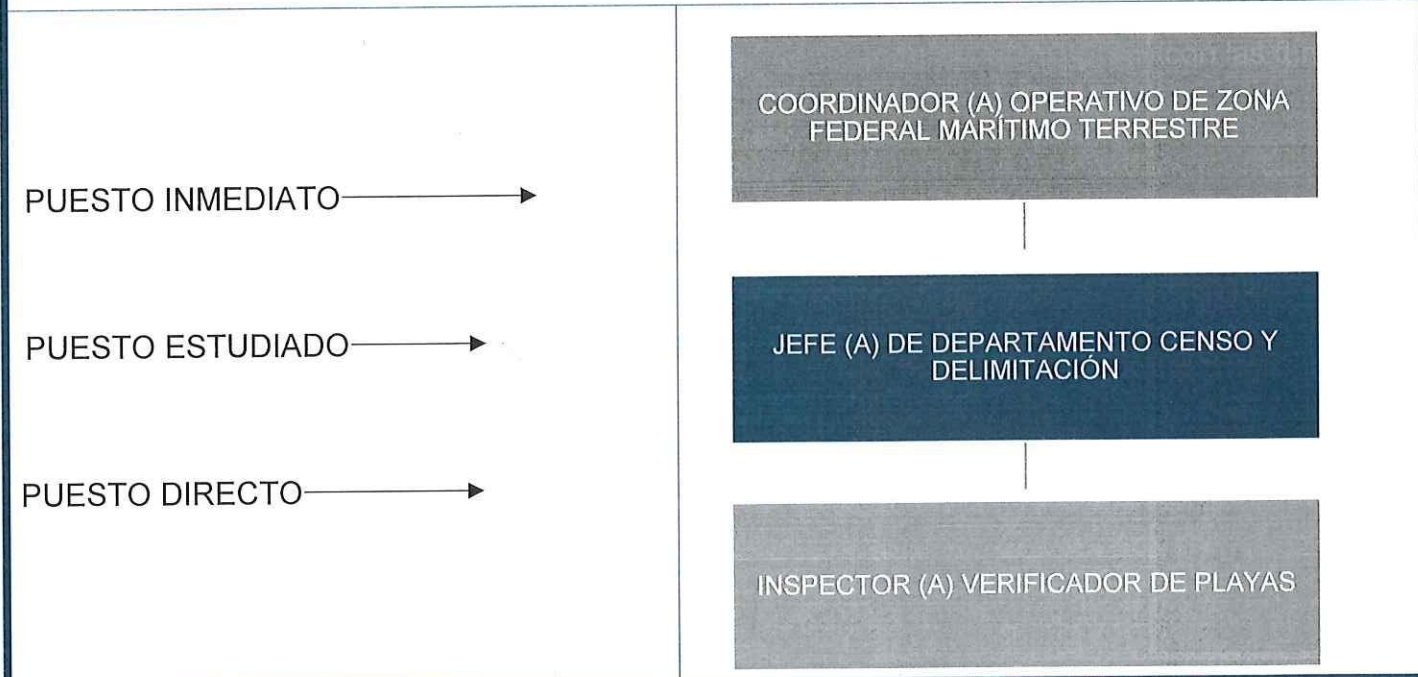 COORDINADOR (A) OPERATIVO DE ZONA
FEDERAL MARÍTIMO TERRESTRE
PUESTO INMEDIATO
JEFE (A) DE DEPARTAMENTO CENSO Y
DELIMITACIÓN
PUESTO ESTUDIADO
PUESTO DIRECTO
INSPECTOR (A) VERIFICADOR DE PLAYAS